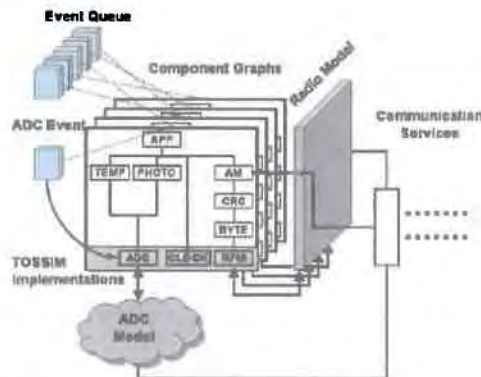 Event Queue
Component Graphs
Radio Model
Communication
Services
ADC Event
APP
TEMP
PHOTO
AM
CRC
BYTE
ADC
CLOCK
RFM
TOSSIM
Implementations
ADC
Model